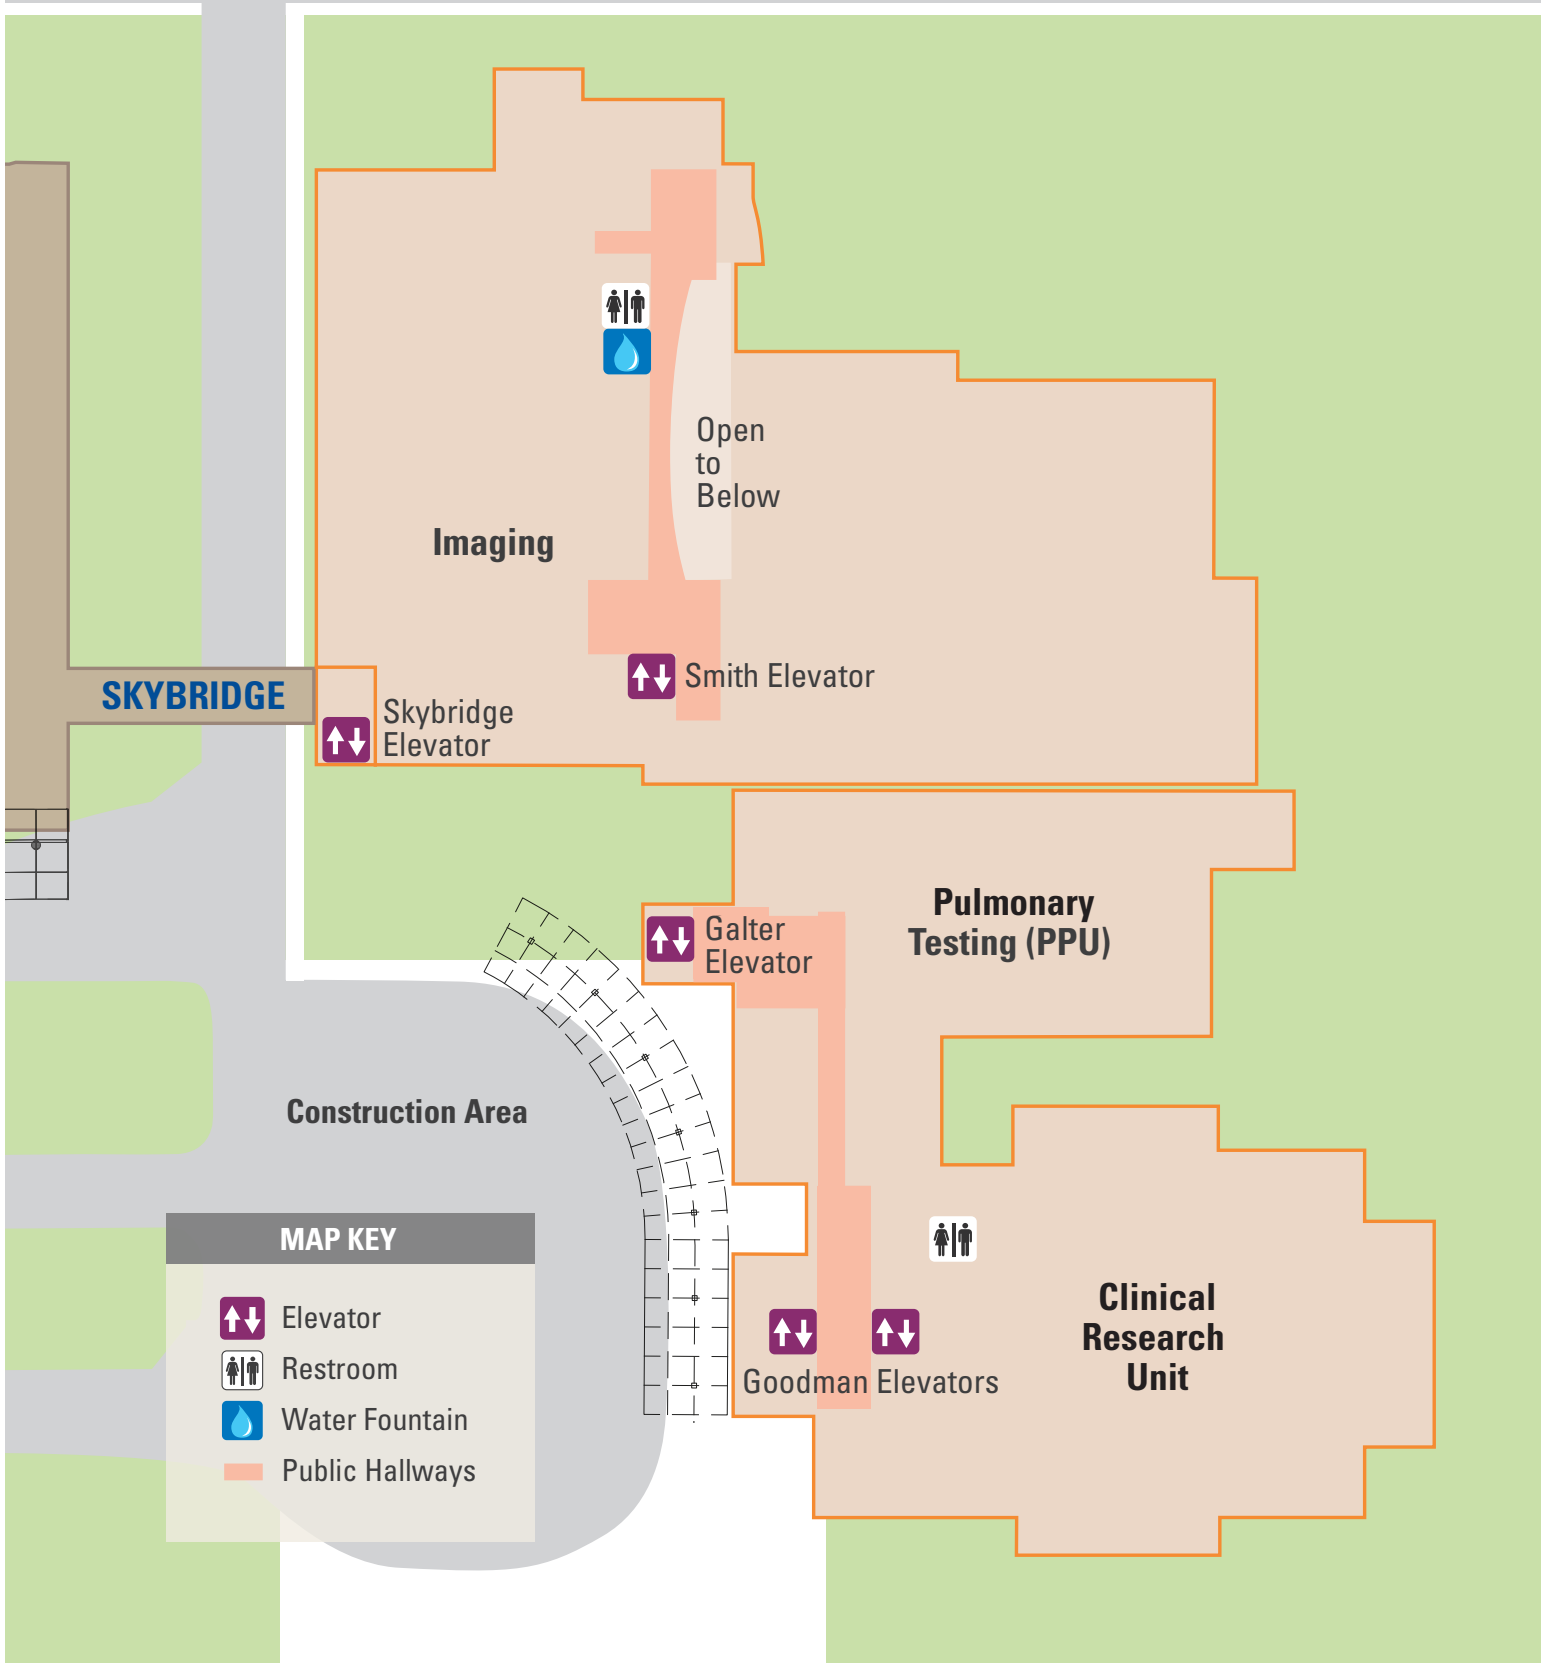 Open
to
Below
Imaging
Smith Elevator
SKYBRIDGE
Skybridge
Elevator
Pulmonary
Testing (PPU)
Galter
Elevator
Construction Area
MAP KEY
Elevator
Restroom
Water Fountain
Public Hallways
Clinical
Research
Unit
Goodman Elevators